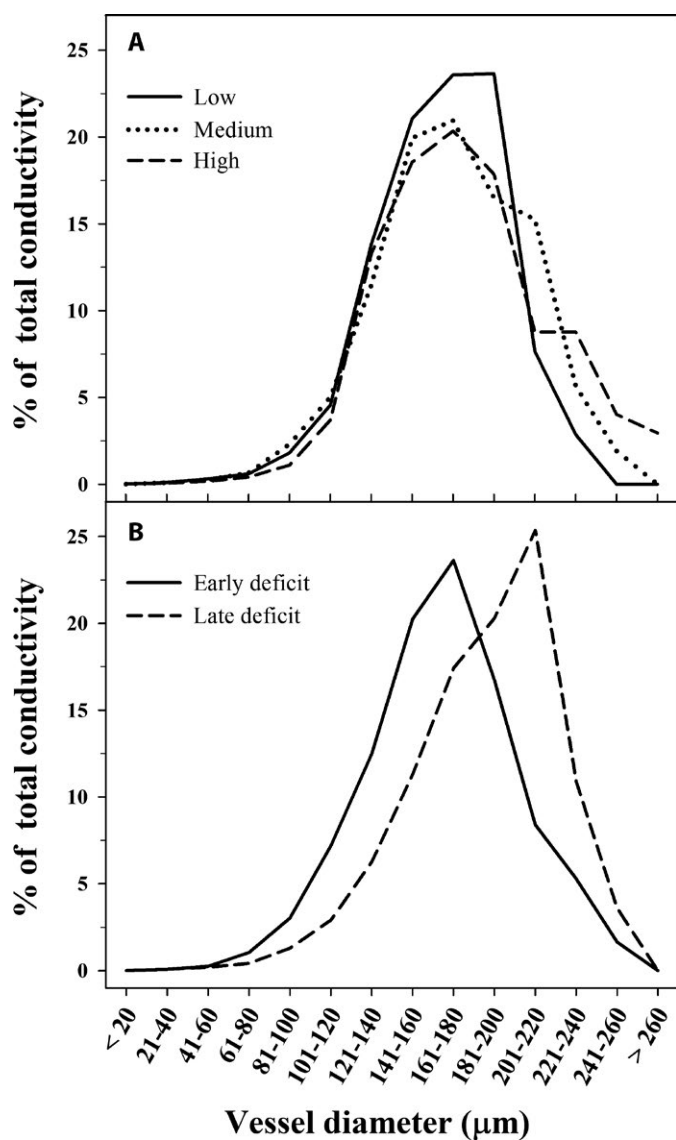 A
25
20
15
10
5
0
Low
Medium
High
% of total conductivity
B
25
20
15
10
5
0
Early deficit
Late deficit
% of total conductivity
< 20
21-40
41-60
61-80
81-100
101-120
121-140
141-160
161-180
181-200
201-220
221-240
241-260
> 260
Vessel diameter (μm)